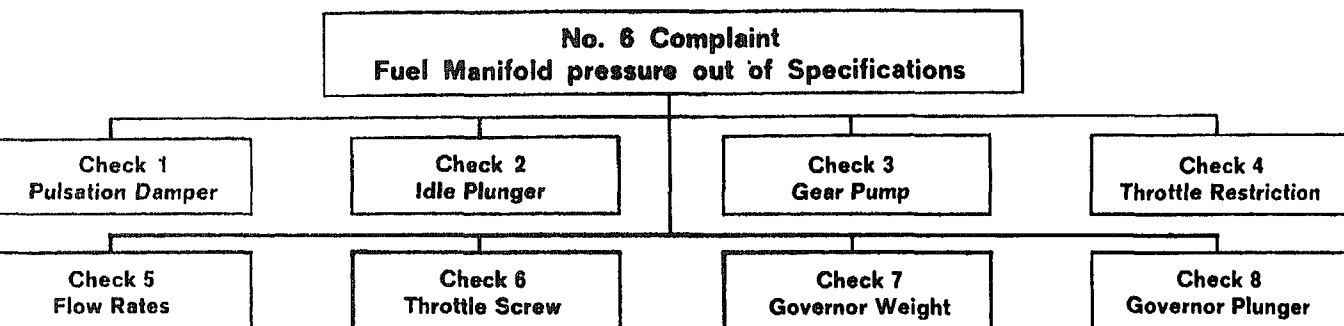 No. 6 Complaint
Fuel Manifold pressure out of Specifications
Check 1
Pulsation Damper
Check 2
Idle Plunger
Check 3
Gear Pump
Check 4
Throttle Restriction
Check 5
Flow Rates
Check 6
Throttle Screw
Check 7
Governor Weight
Check 8
Governor Plunger